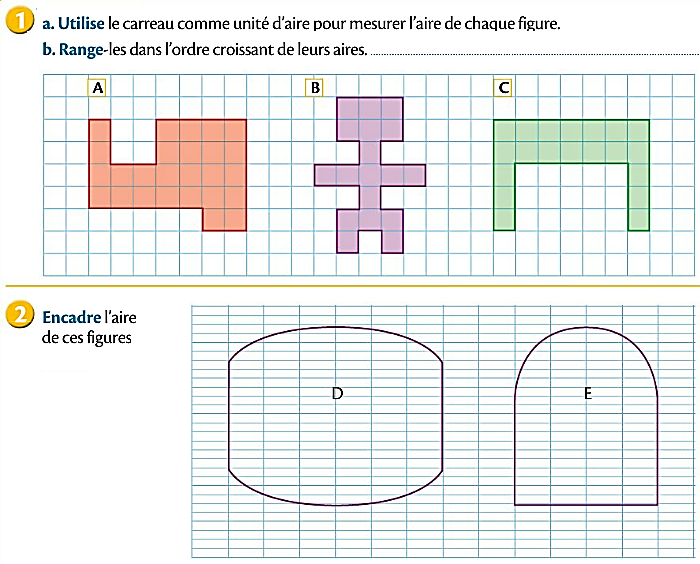 1 a. Utilise le carreau comme unité d'aire pour mesurer l'aire de chaque figure.
b. Range-les dans l'ordre croissant de leurs aires. ........................................
A B C
2 Encadre l'aire
de ces figures
D E